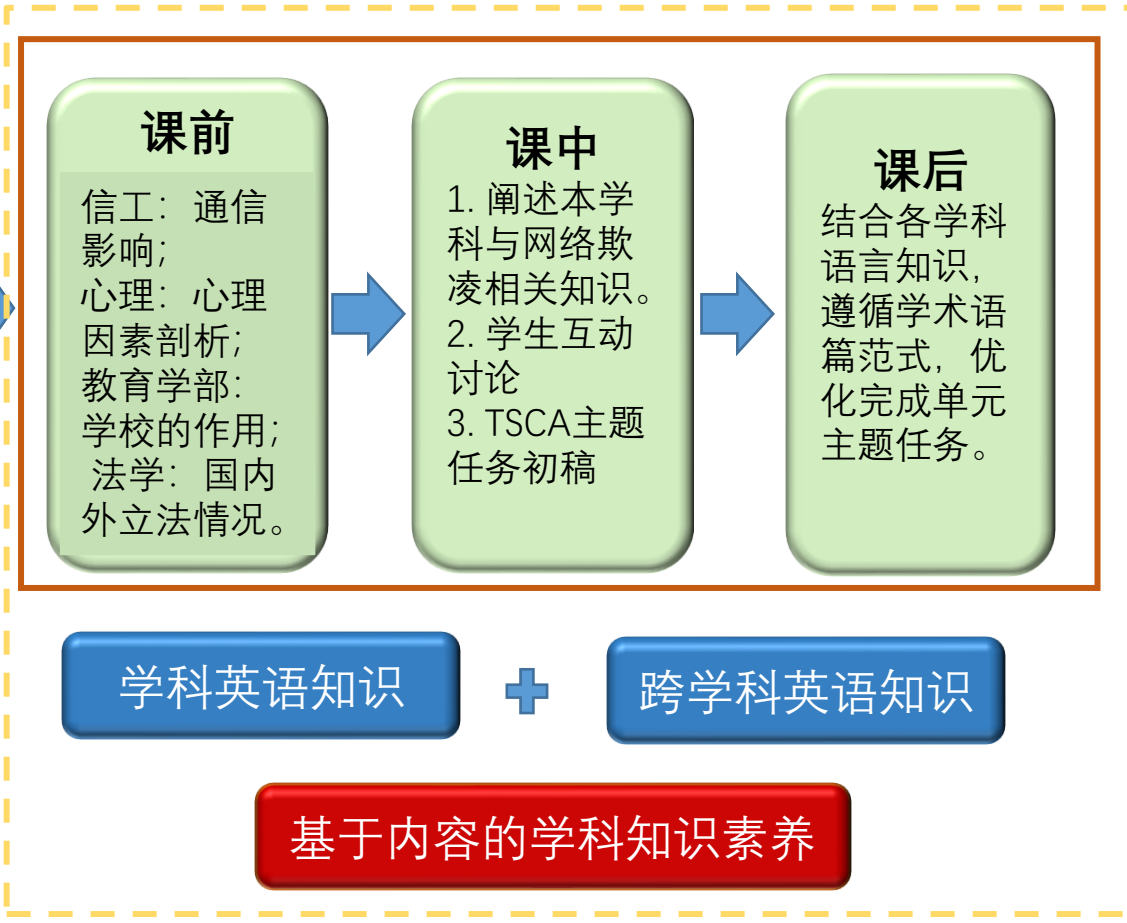 课前
信工：通信
影响；
心理：心理
因素剖析；
教育学部：
学校的作用；
法学：国内
外立法情况。
课中
1. 阐述本学
科与网络欺
凌相关知识。
2. 学生互动
讨论
3. TSCA主题
任务初稿
课后
结合各学科
语言知识，
遵循学术语
篇范式，优
化完成单元
主题任务。
学科英语知识
跨学科英语知识
基于内容的学科知识素养